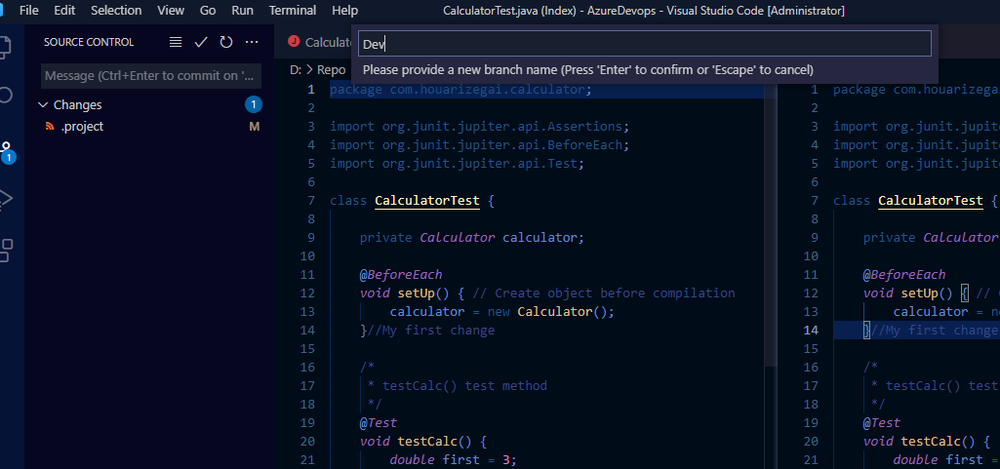 File Edit Selection View Go Run Terminal Help CalculatorTest.java (Index) - AzureDevops - Visual Studio Code [Administrator]
SOURCE CONTROL
Dev
Please provide a new branch name (Press 'Enter' to confirm or 'Escape' to cancel)
Message (Ctrl+Enter to commit on '...
Changes 1
.project M
1
D: > Repo
1 package com.houarizegai.calculator;
2
3 import org.junit.jupiter.api.Assertions;
4 import org.junit.jupiter.api.BeforeEach;
5 import org.junit.jupiter.api.Test;
6
7 class CalculatorTest {
8
9 private Calculator calculator;
10
11 @BeforeEach
12 void setUp() { // Create object before compilation
13 calculator = new Calculator();
14 }//My first change
15
16 /*
17 * testCalc() test method
18 */
19 @Test
20 void testCalc() {
21 double first = 3;
1 package com.houarizegai
2
3 import org.junit.jupit
4 import org.junit.jupit
5 import org.junit.jupit
6
7 class CalculatorTest {
8
9 private Calculator
10
11 @BeforeEach
12 void setUp() { //
13 calculator = n
14 }//My first change
15
16 /*
17 * testCalc() test
18 */
19 @Test
20 void testCalc() {
21 double first =